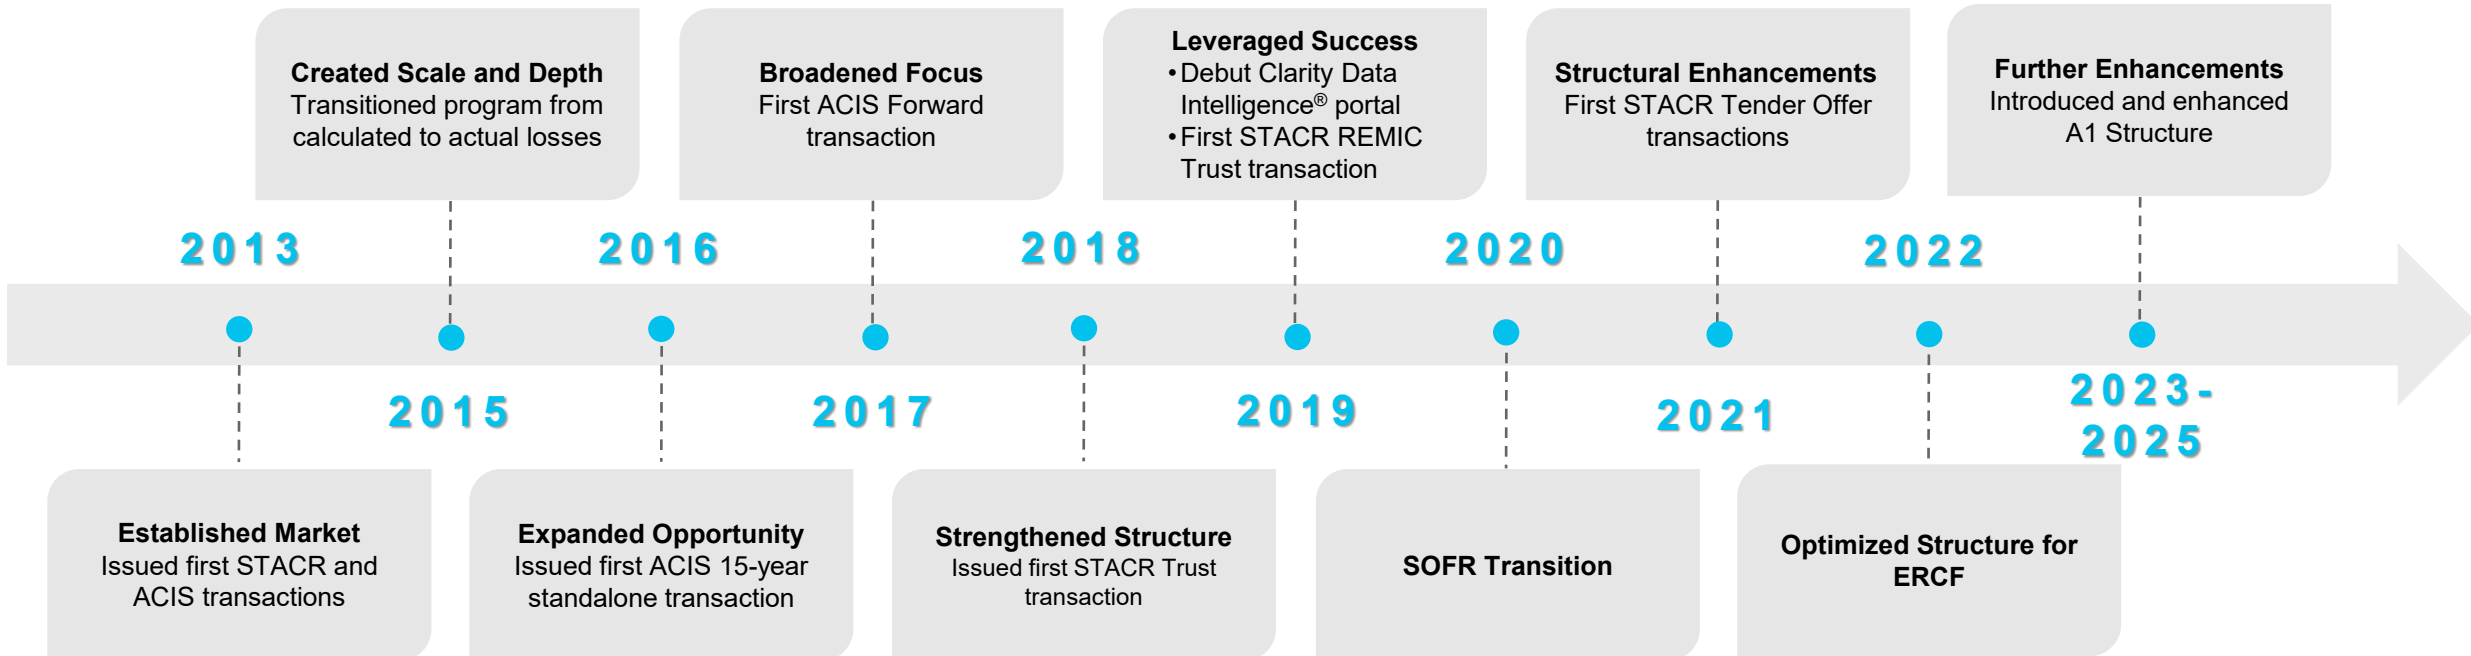 Created Scale and Depth
Transitioned program from
calculated to actual losses
Broadened Focus
First ACIS Forward
transaction
Leveraged Success
•Debut Clarity Data
Intelligence® portal
•First STACR REMIC
Trust transaction
Structural Enhancements
First STACR Tender Offer
transactions
Further Enhancements
Introduced and enhanced
A1 Structure
2013
2016
2018
2020
2022
2015
2017
2019
2021
2023-
2025
Established Market
Issued first STACR and
ACIS transactions
Expanded Opportunity
Issued first ACIS 15-year
standalone transaction
Strengthened Structure
Issued first STACR Trust
transaction
SOFR Transition
Optimized Structure for
ERCF